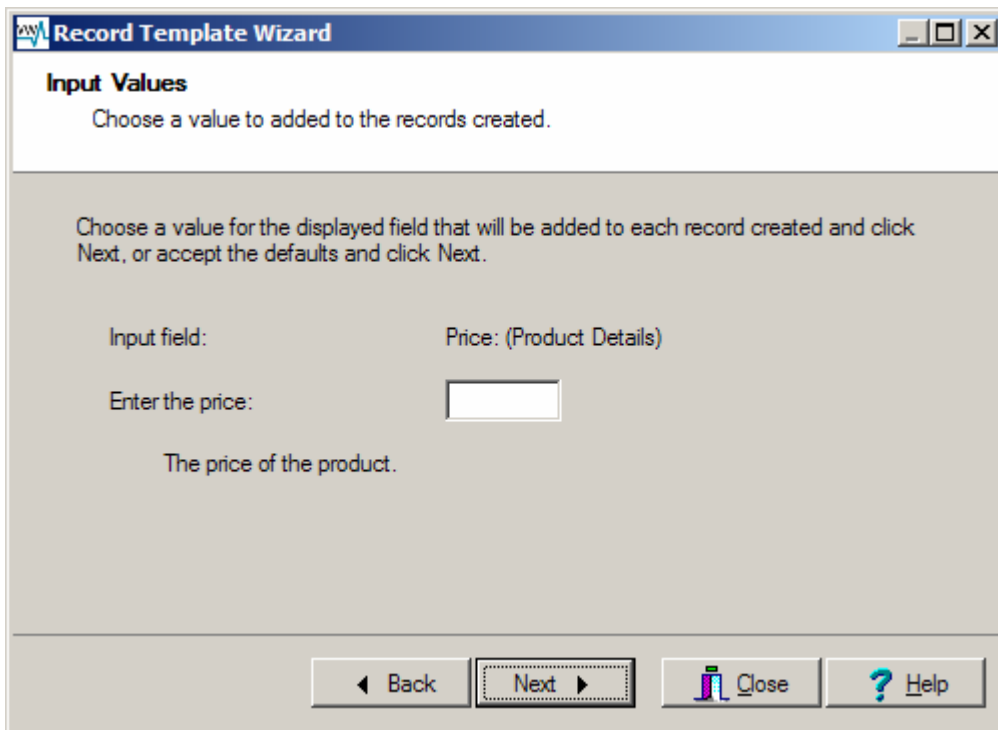 Record Template Wizard
Input Values
Choose a value to added to the records created.
Choose a value for the displayed field that will be added to each record created and click
Next, or accept the defaults and click Next.
Input field: Price: (Product Details)
Enter the price:
The price of the product.
Back Next Close Help